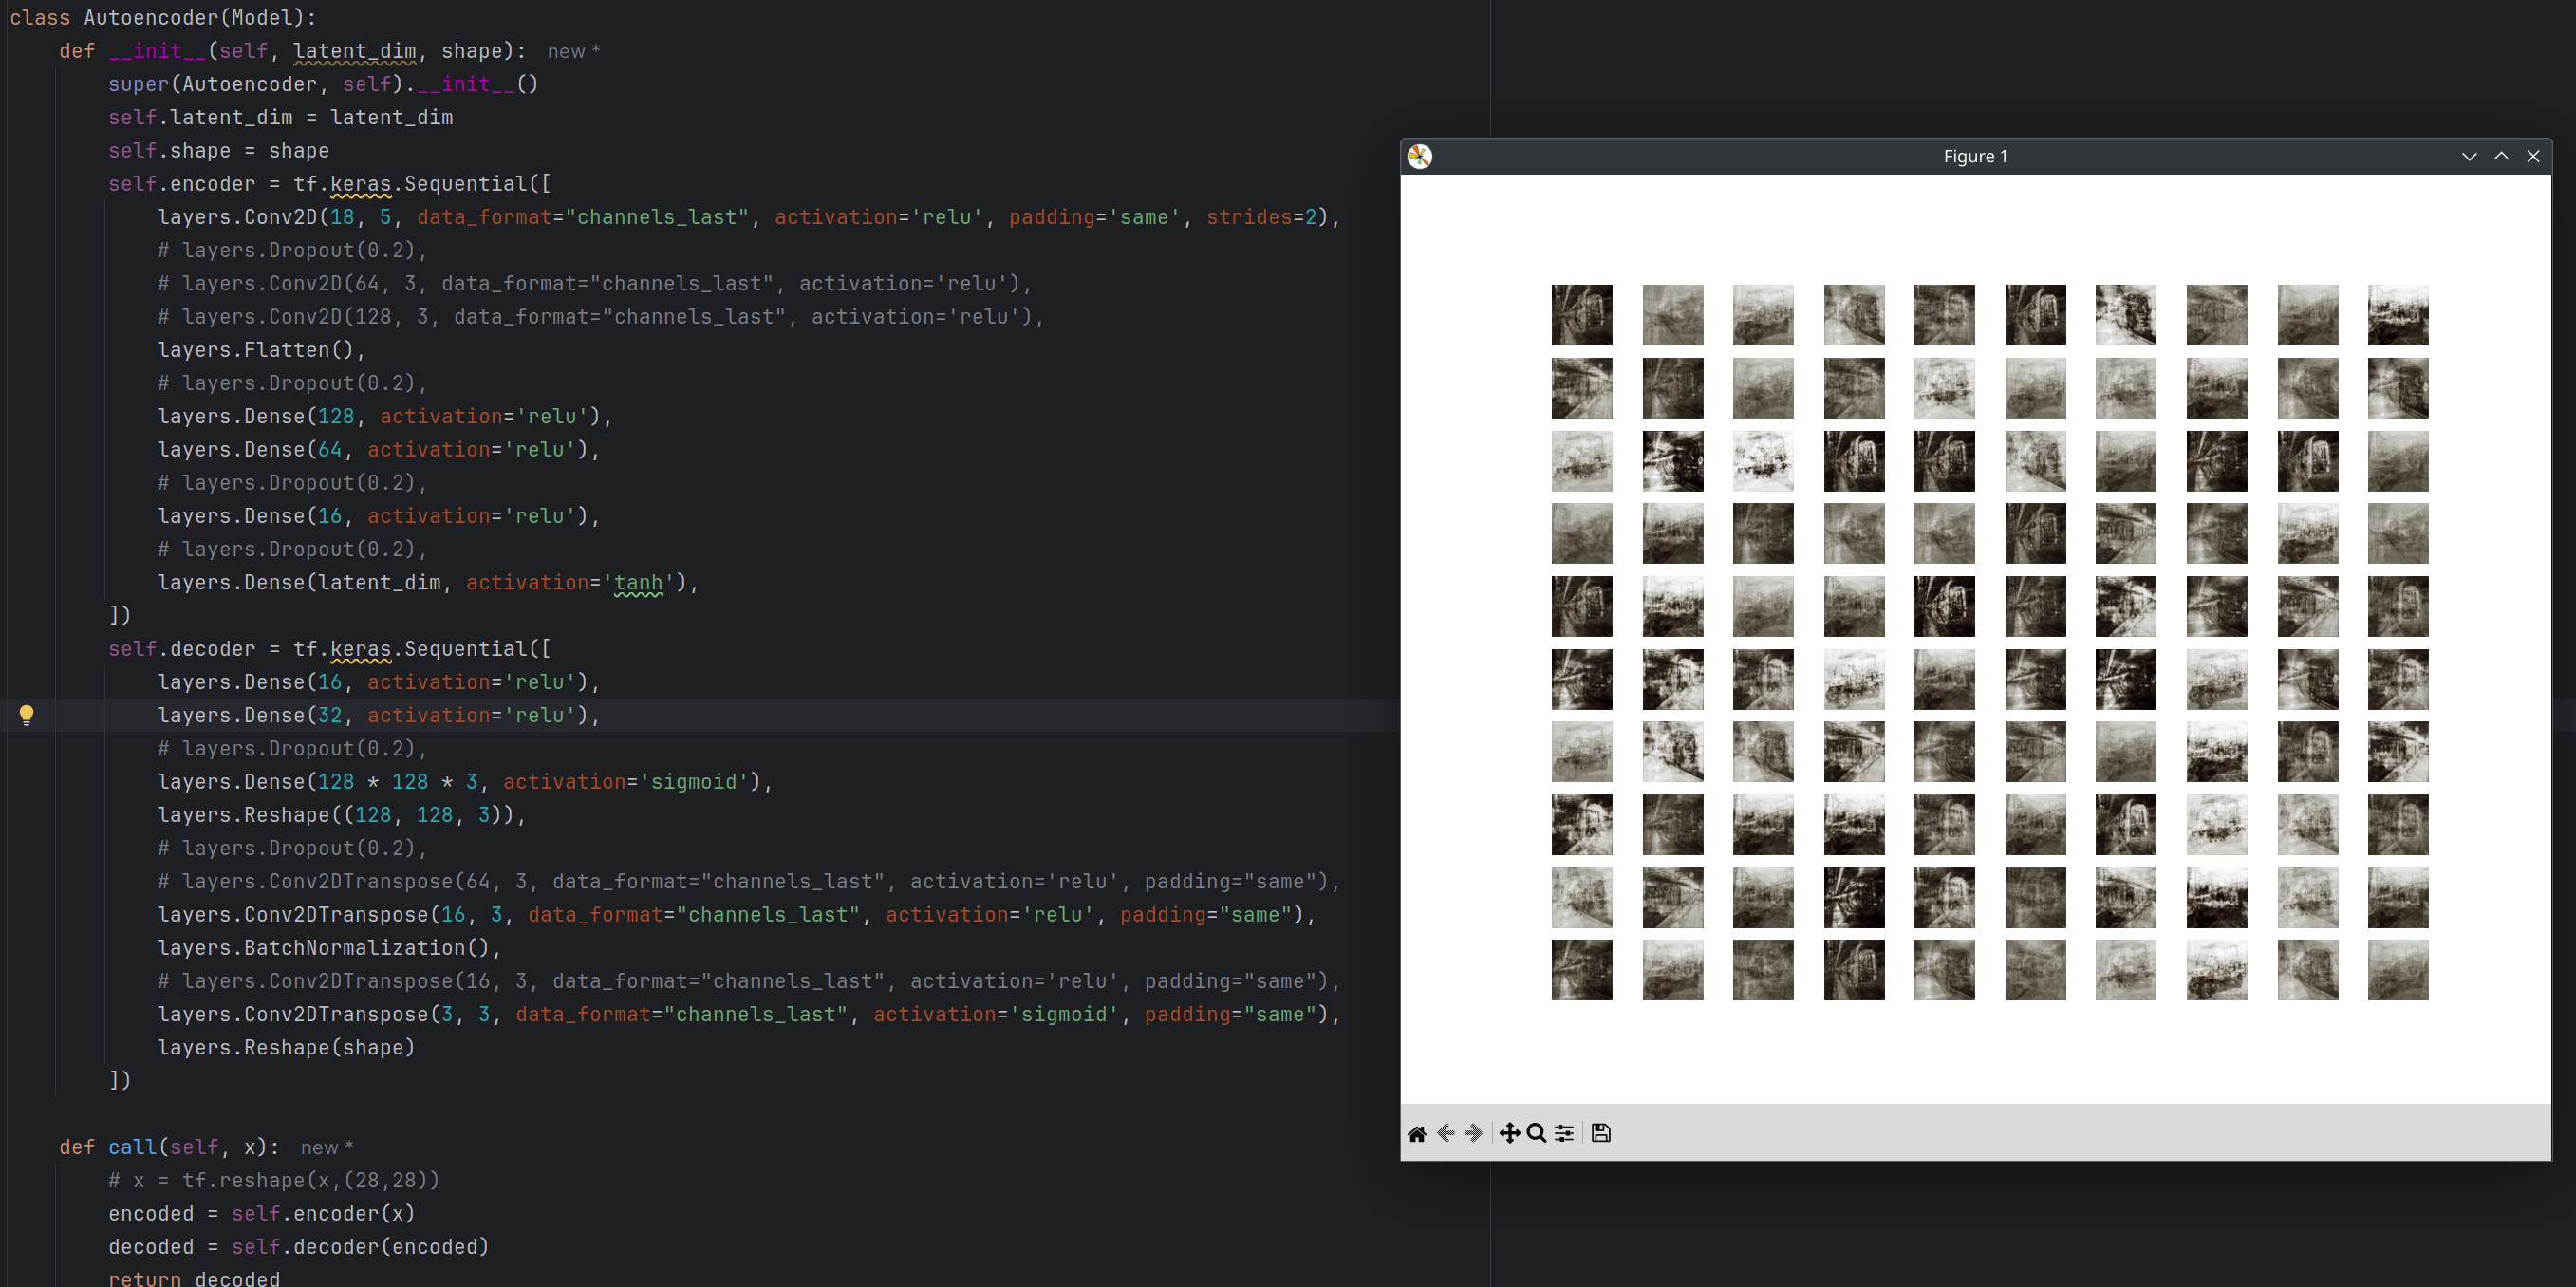 class Autoencoder(Model):
    def __init__(self, latent_dim, shape):  new *
        super(Autoencoder, self).__init__()
        self.latent_dim = latent_dim
        self.shape = shape
        self.encoder = tf.keras.Sequential([
            layers.Conv2D(18, 5, data_format="channels_last", activation='relu', padding='same', strides=2),
            # layers.Dropout(0.2),
            # layers.Conv2D(64, 3, data_format="channels_last", activation='relu'),
            # layers.Conv2D(128, 3, data_format="channels_last", activation='relu'),
            layers.Flatten(),
            # layers.Dropout(0.2),
            layers.Dense(128, activation='relu'),
            layers.Dense(64, activation='relu'),
            # layers.Dropout(0.2),
            layers.Dense(16, activation='relu'),
            # layers.Dropout(0.2),
            layers.Dense(latent_dim, activation='tanh'),
        ])
        self.decoder = tf.keras.Sequential([
            layers.Dense(16, activation='relu'),
            layers.Dense(32, activation='relu'),
            # layers.Dropout(0.2),
            layers.Dense(128 * 128 * 3, activation='sigmoid'),
            layers.Reshape((128, 128, 3)),
            # layers.Dropout(0.2),
            # layers.Conv2DTranspose(64, 3, data_format="channels_last", activation='relu', padding="same"),
            layers.Conv2DTranspose(16, 3, data_format="channels_last", activation='relu', padding="same"),
            layers.BatchNormalization(),
            # layers.Conv2DTranspose(16, 3, data_format="channels_last", activation='relu', padding="same"),
            layers.Conv2DTranspose(3, 3, data_format="channels_last", activation='sigmoid', padding="same"),
            layers.Reshape(shape)
        ])
    def call(self, x):  new *
        # x = tf.reshape(x,(28,28))
        encoded = self.encoder(x)
        decoded = self.decoder(encoded)
        return decoded
Figure 1